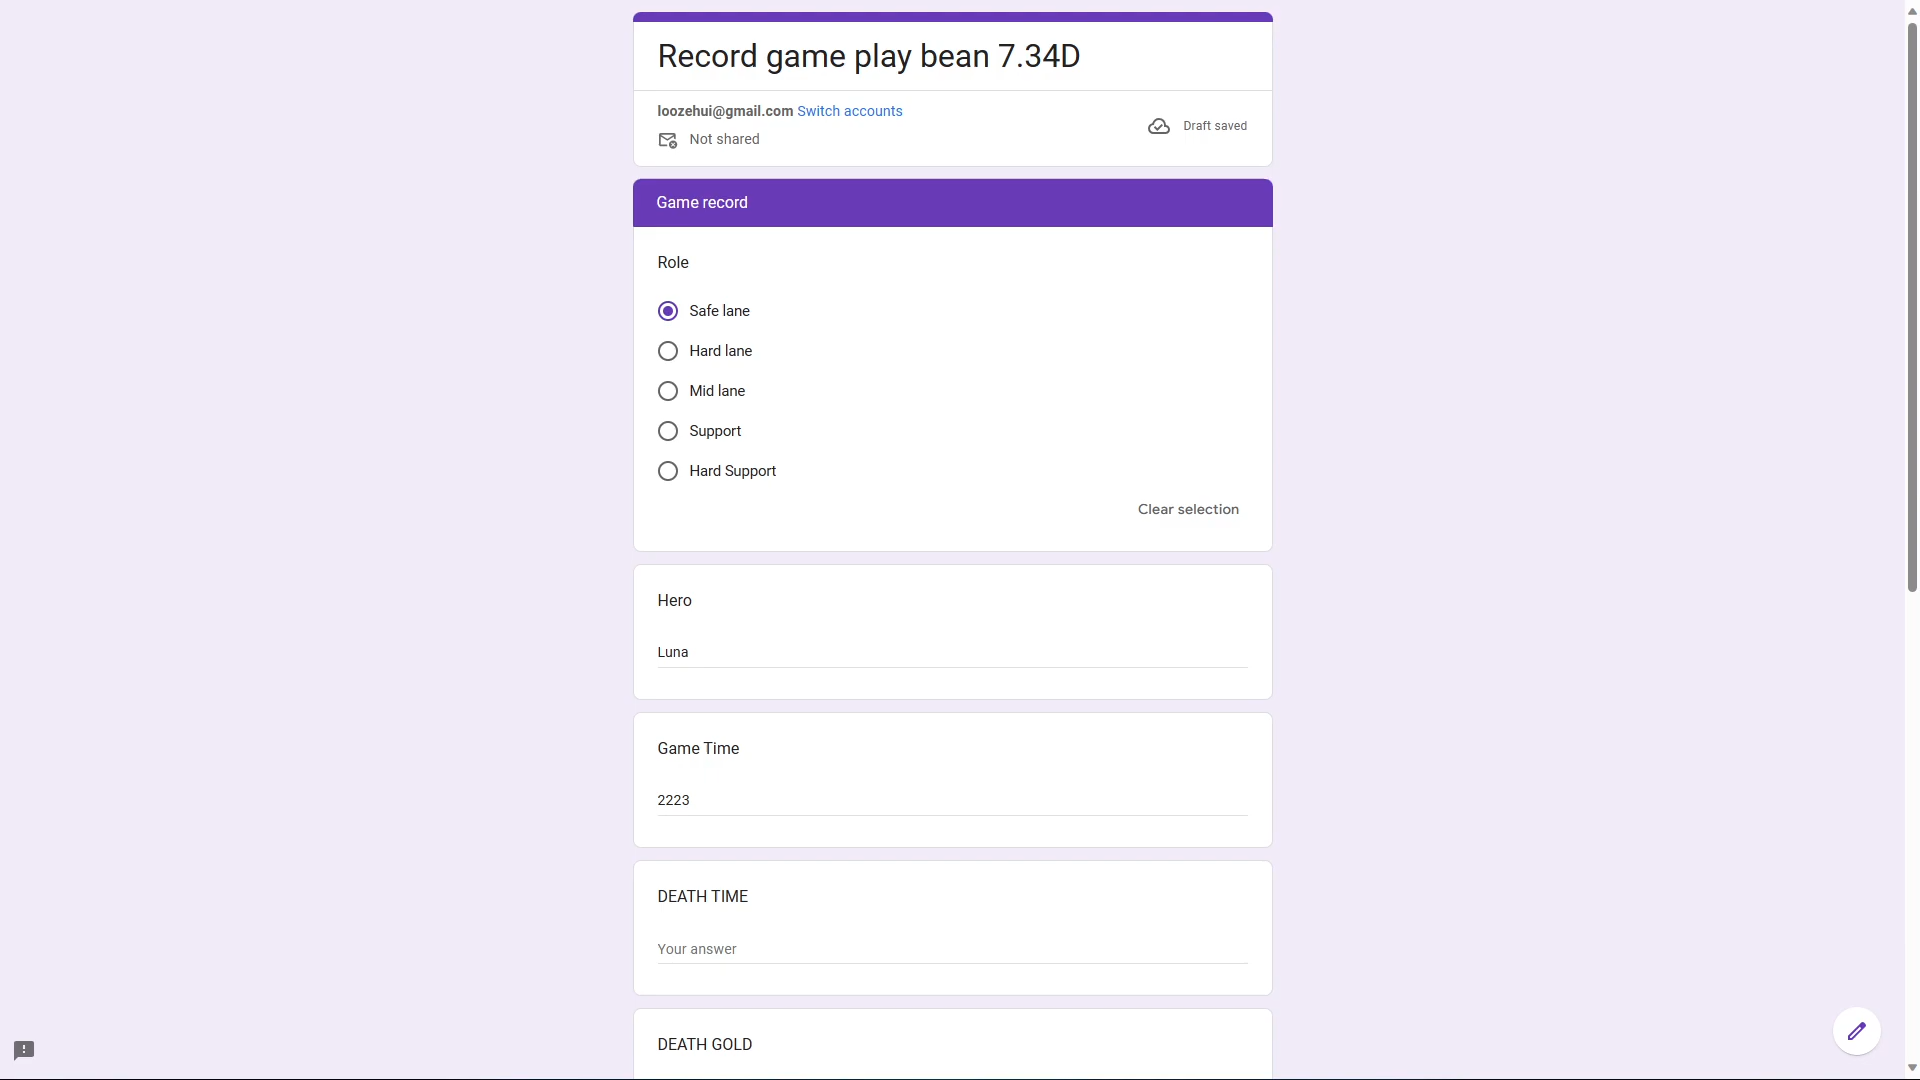 Record game play bean 7.34D
loozehui@gmail.com Switch accounts
Not shared
Draft saved
Game record
Role
Safe lane
Hard lane
Mid lane
Support
Hard Support
Clear selection
Hero
Luna
Game Time
2223
DEATH TIME
Your answer
DEATH GOLD